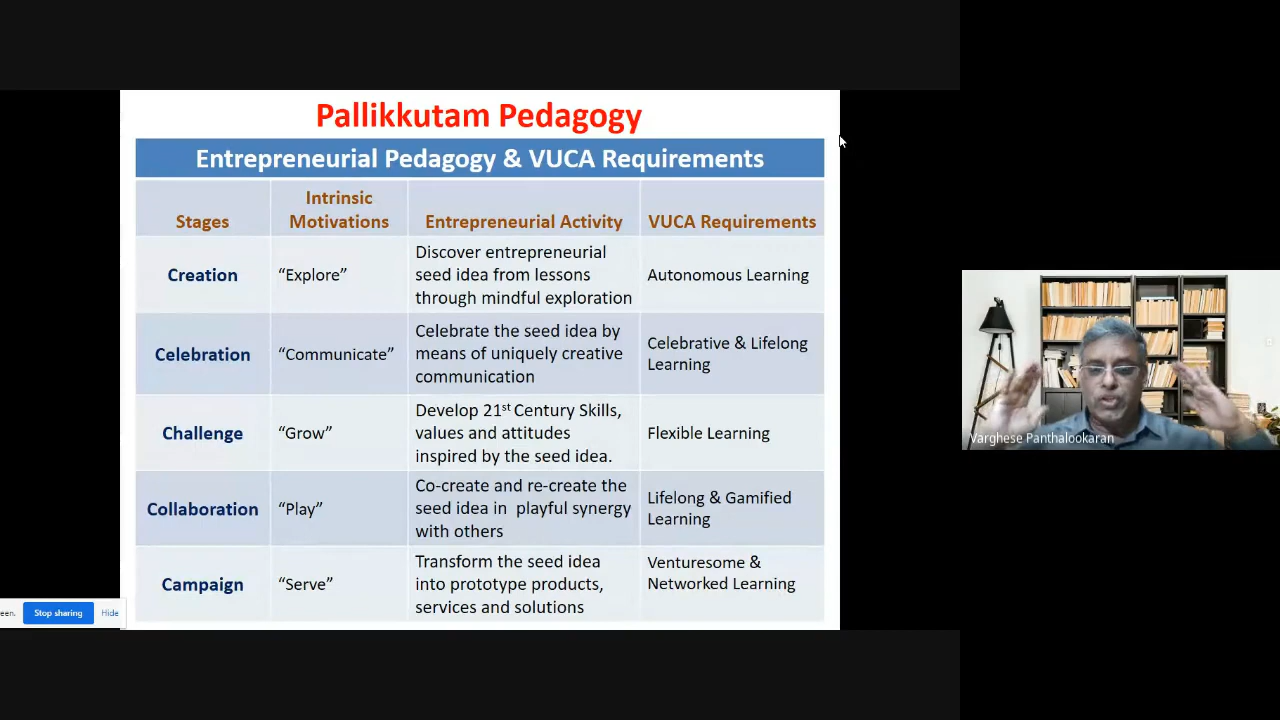 Pallikkutam Pedagogy
Entrepreneurial Pedagogy & VUCA Requirements
Stages
Intrinsic
Motivations
Entrepreneurial Activity
VUCA Requirements
Creation
“Explore”
Discover entrepreneurial
seed idea from lessons
through mindful exploration
Autonomous Learning
Celebration
“Communicate”
Celebrate the seed idea by
means of uniquely creative
communication
Celebrative & Lifelong
Learning
Challenge
“Grow”
Develop 21st Century Skills,
values and attitudes
inspired by the seed idea.
Flexible Learning
Collaboration
“Play”
Co-create and re-create the
seed idea in playful synergy
with others
Lifelong & Gamified
Learning
Campaign
“Serve”
Transform the seed idea
into prototype products,
services and solutions
Venturesome &
Networked Learning
een.
Stop sharing
Hide
Varghese Panthalookaran